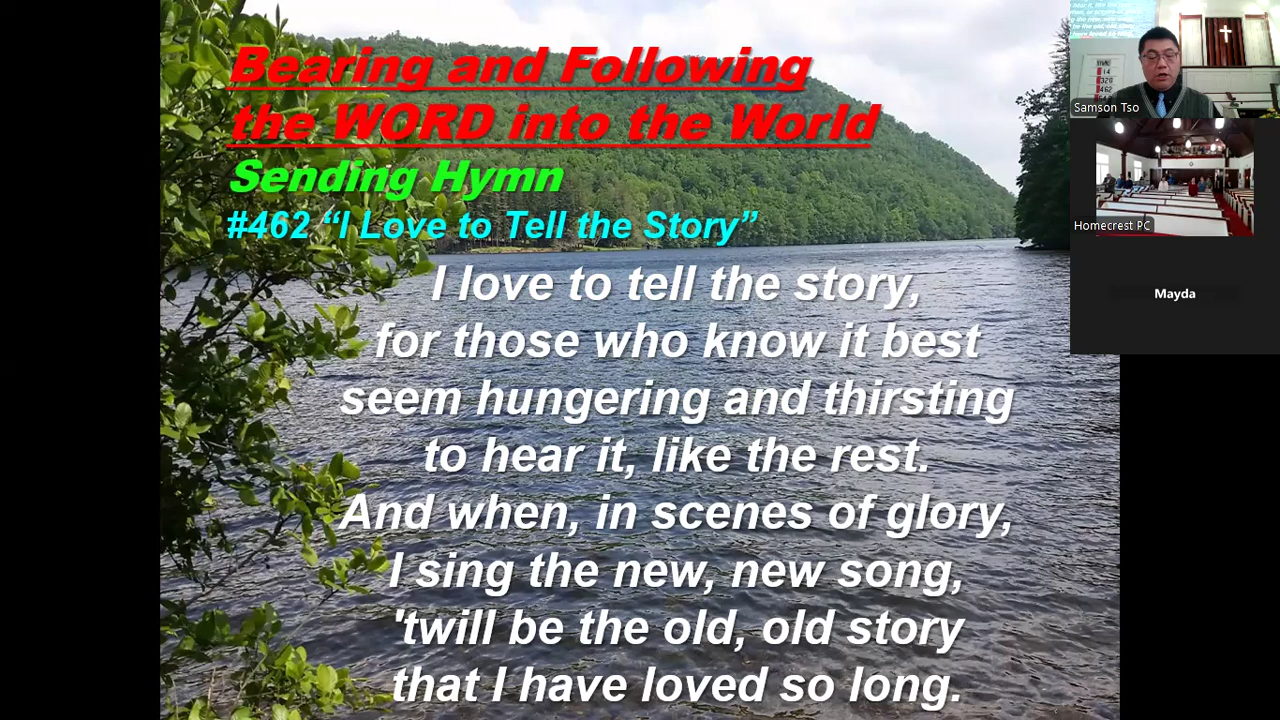 Bearing and Following
the WORD into the World
Sending Hymn
#462 “I Love to Tell the Story”
I love to tell the story,
for those who know it best
seem hungering and thirsting
to hear it, like the rest.
And when, in scenes of glory,
I sing the new, new song,
'twill be the old, old story
that I have loved so long.
Samson Tso
14
320
462
Homecrest PC
Mayda